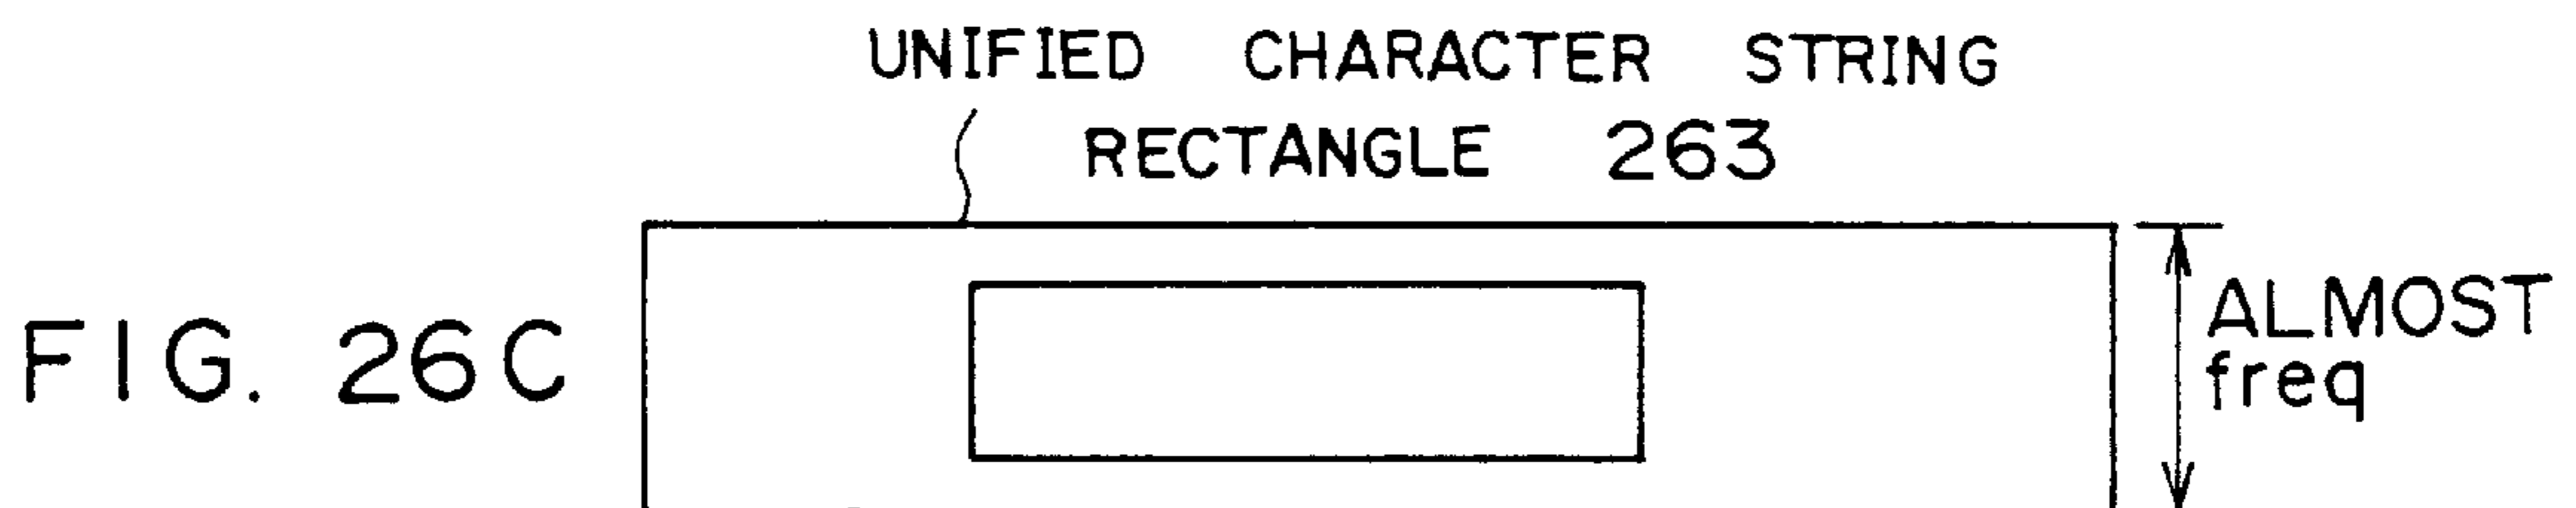 UNIFIED CHARACTER STRING
RECTANGLE 263
FIG. 26C
ALMOST
freq